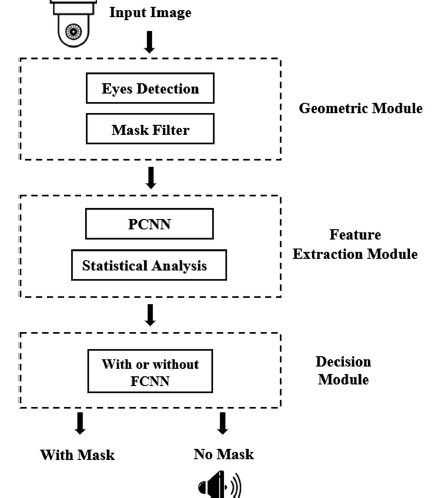 Input Image
Eyes Detection
Mask Filter
Geometric Module
PCNN
Statistical Analysis
Feature
Extraction Module
With or without
FCNN
Decision
Module
With Mask
No Mask